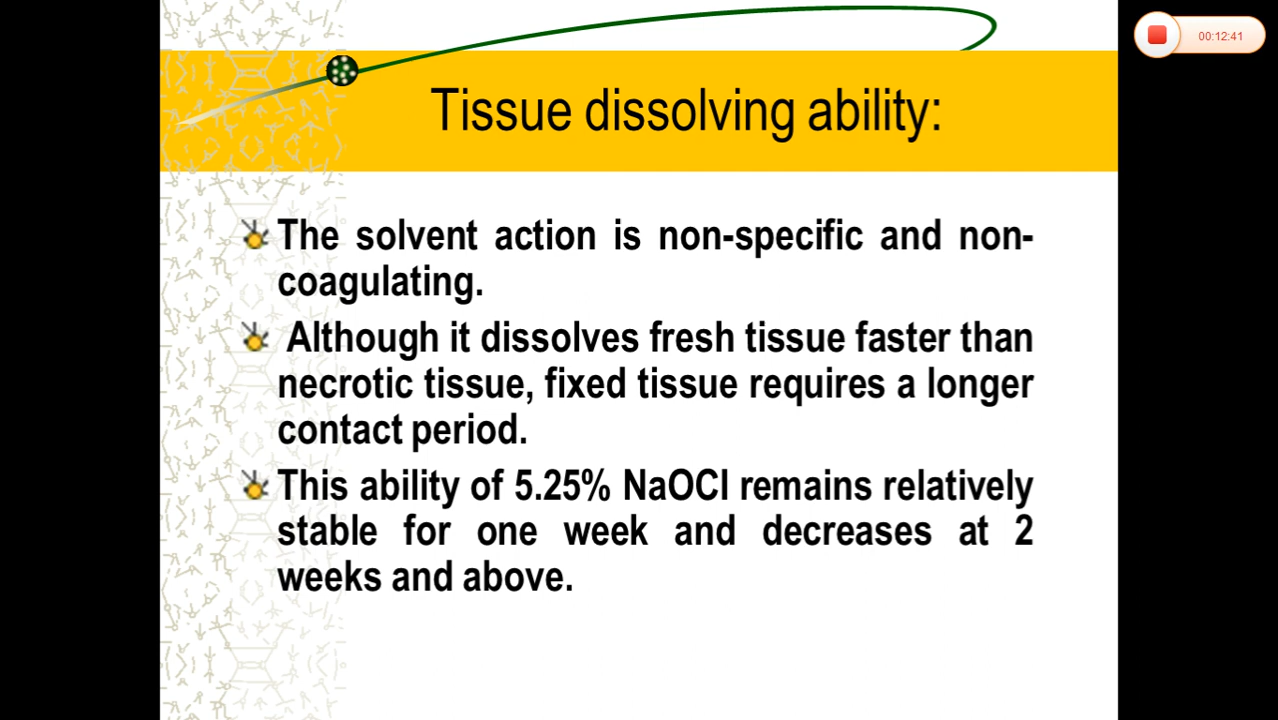 00:12:41
Tissue dissolving ability:
The solvent action is non-specific and non-
coagulating.
Although it dissolves fresh tissue faster than
necrotic tissue, fixed tissue requires a longer
contact period.
This ability of 5.25% NaOCl remains relatively
stable for one week and decreases at 2
weeks and above.